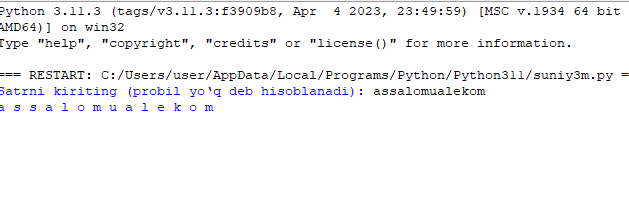 Python 3.11.3 (tags/v3.11.3:f3909b8, Apr  4 2023, 23:49:59) [MSC v.1934 64 bit
AMD64)] on win32
Type "help", "copyright", "credits" or "license()" for more information.
=== RESTART: C:/Users/user/AppData/Local/Programs/Python/Python311/suniy3m.py =
Satrni kiriting (probil yo‘q deb hisoblanadi): assalomualekom
a s s a l o m u a l e k o m